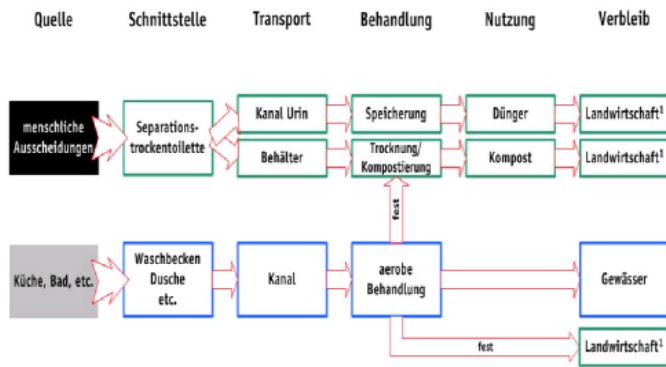 Quelle Schnittstelle Transport Behandlung Nutzung Verbleib
menschliche
Ausscheidungen
Separations-
trockentoilette
Kanal Urin
Speicherung
Dünger
Landwirtschaft¹
Behälter
Trocknung/
Kompostierung
Kompost
Landwirtschaft¹
fest
Küche, Bad, etc.
Waschbecken
Dusche
etc.
Kanal
aerobe
Behandlung
Gewässer
fest
Landwirtschaft¹